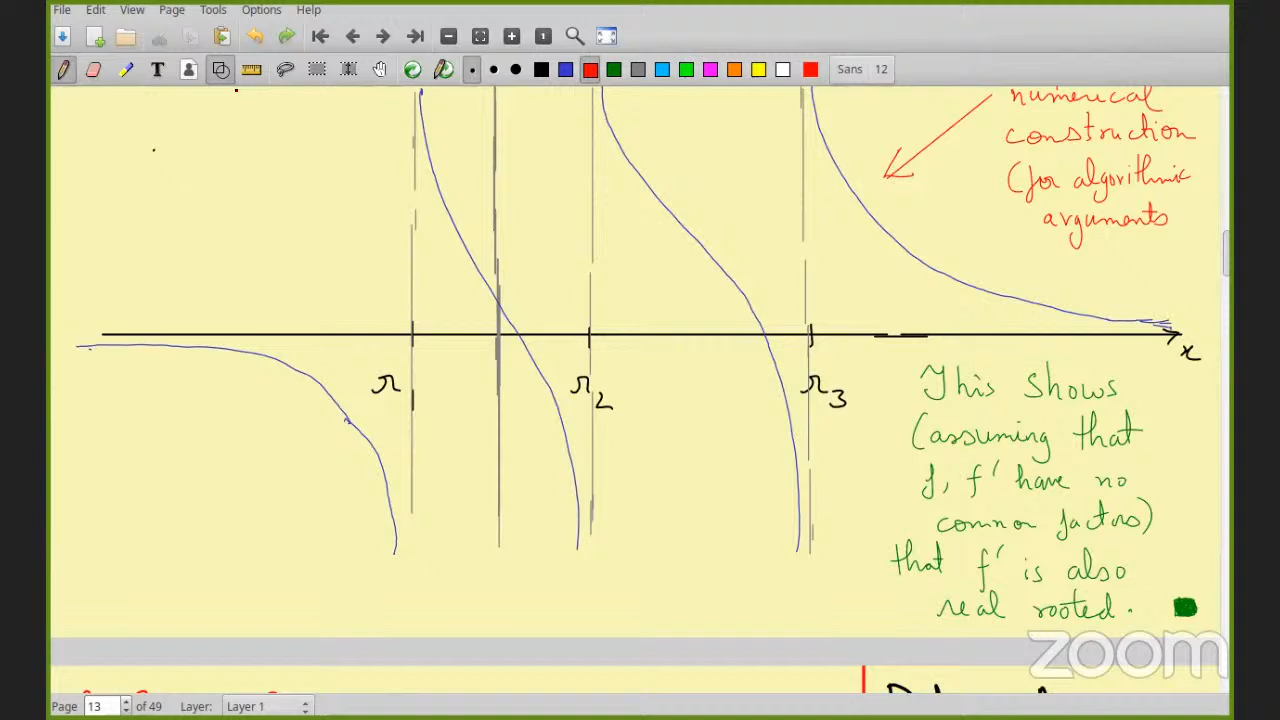 File Edit View Journal Page Tools Options Help
Sans 12
numerical
construction
(for algorithmic
arguments
x
r1
r2
r3
This shows
(assuming that
f, f' have no
common factors)
that f' is also
real rooted.
zoom
Page 13 of 49 Layer: Layer 1